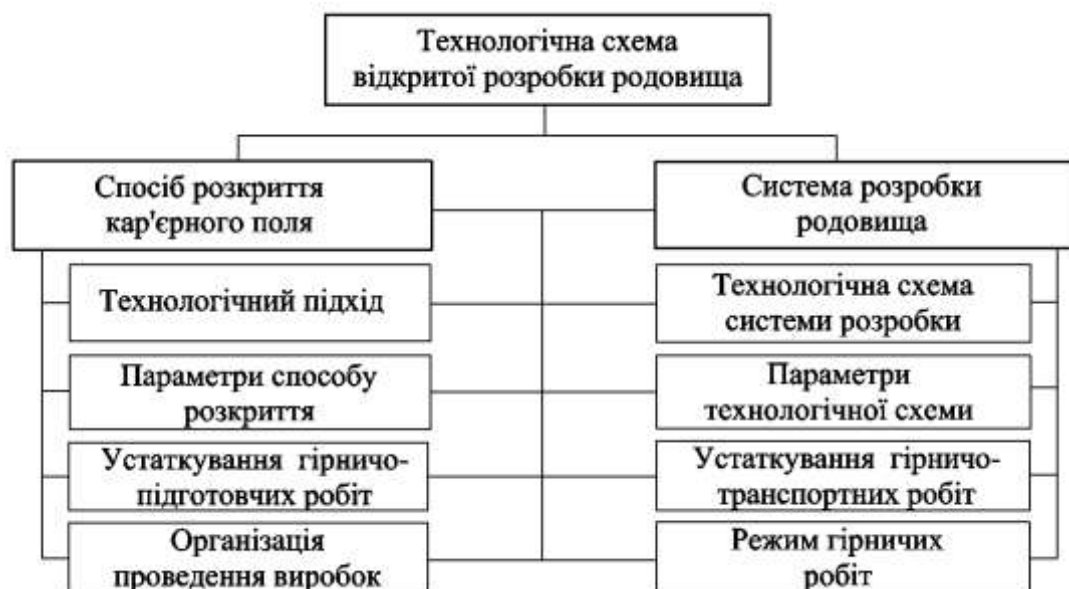 Технологічна схема
відкритої розробки родовища
Спосіб розкриття
кар'єрного поля
Система розробки
родовища
Технологічний підхід
Технологічна схема
системи розробки
Параметри способу
розкриття
Параметри
технологічної схеми
Устаткування гірничо-
підготовчих робіт
Устаткування гірничо-
транспортних робіт
Організація
проведення виробок
Режим гірничих
робіт